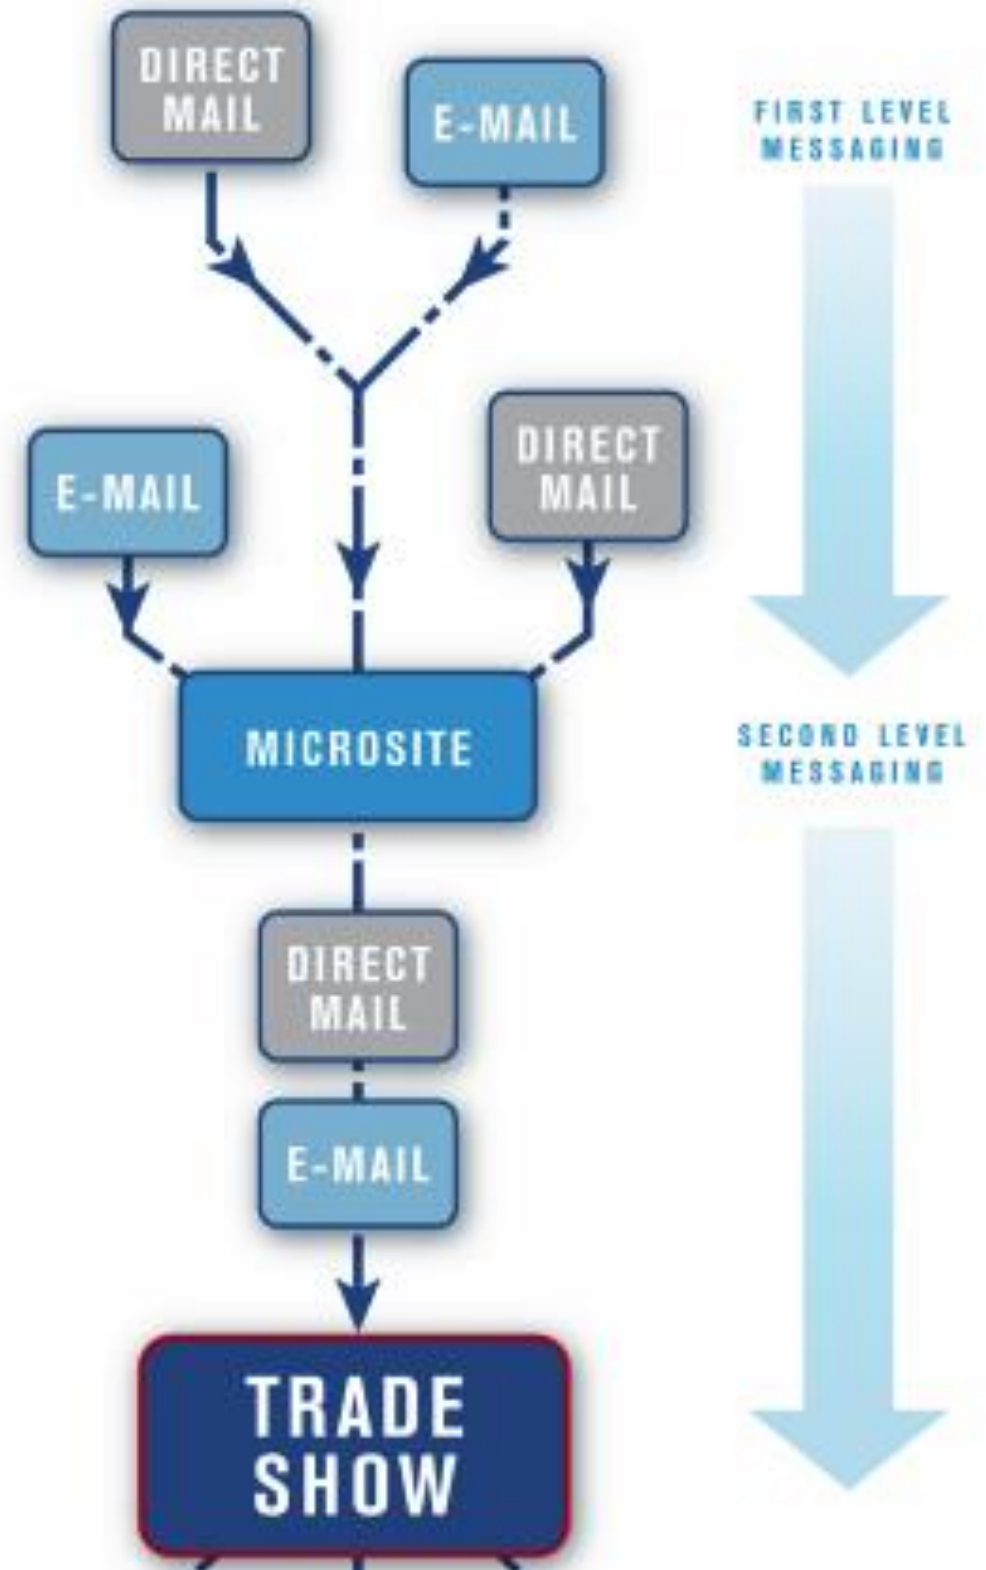 DIRECT
MAIL
E-MAIL
FIRST LEVEL
MESSAGING
E-MAIL
DIRECT
MAIL
MICROSITE
SECOND LEVEL
MESSAGING
DIRECT
MAIL
E-MAIL
TRADE
SHOW